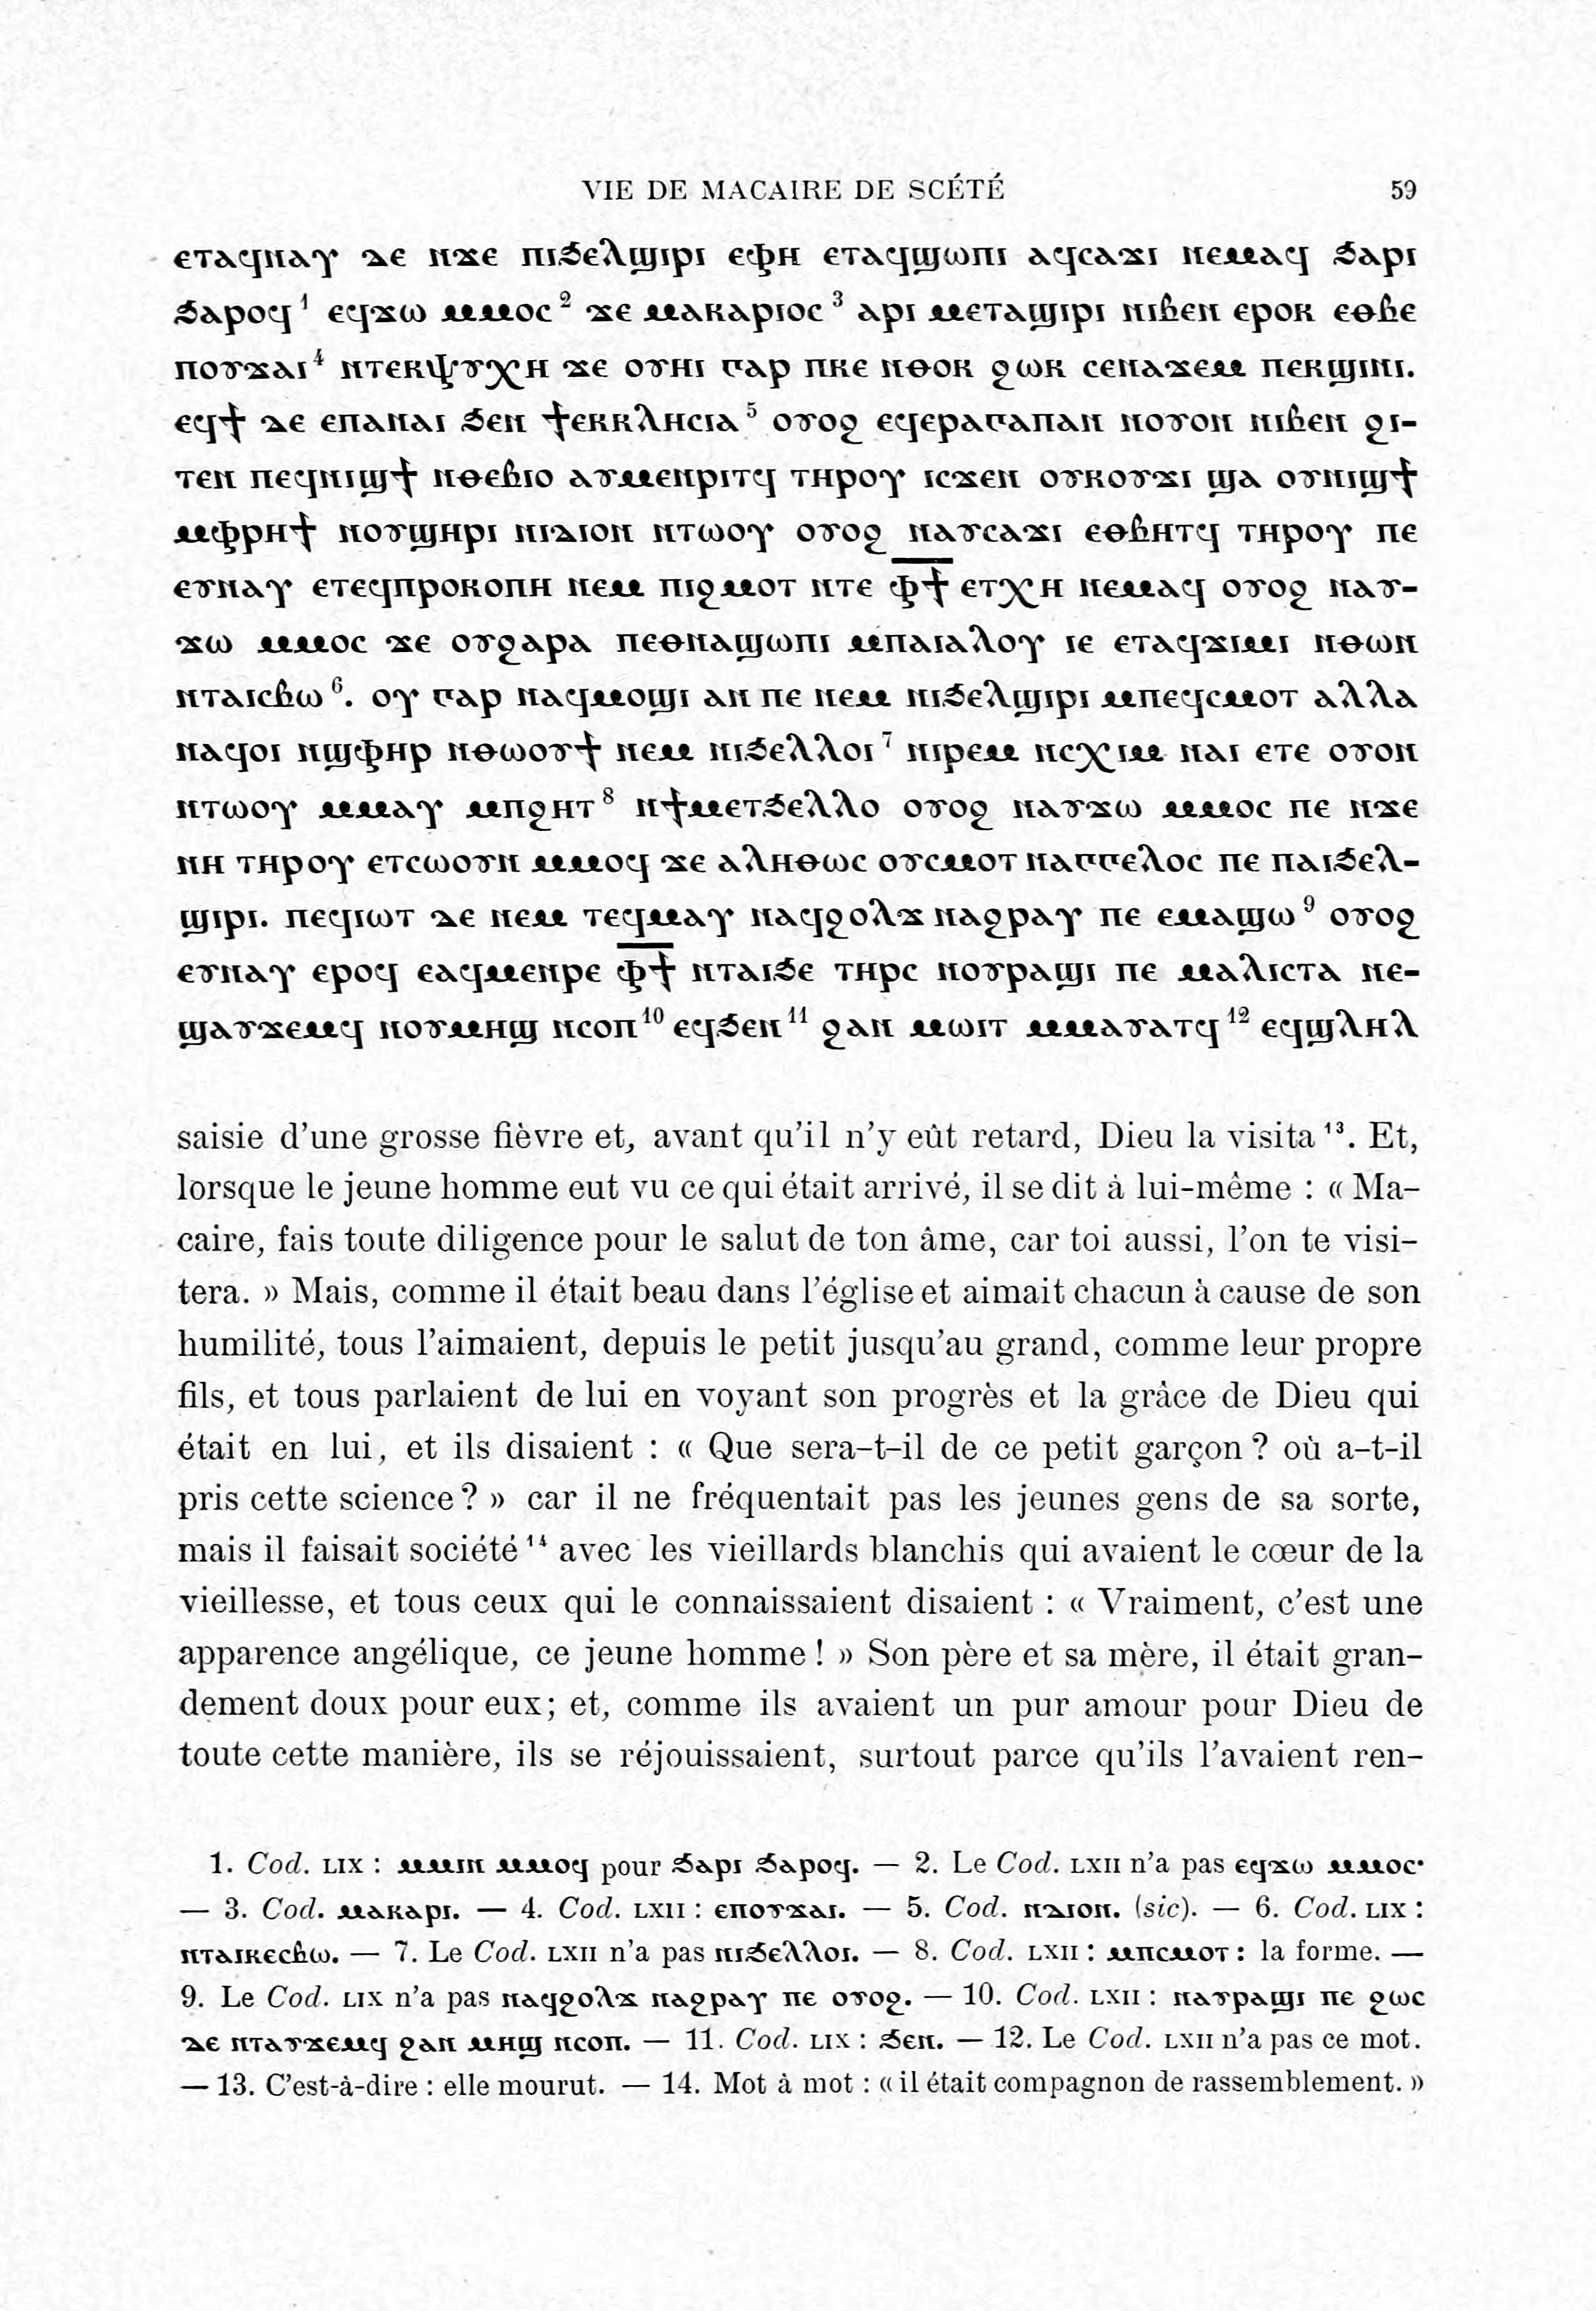 VIE DE MACAIRE DE SCÉTÉ 59
ⲉⲧⲁϥⲛⲁⲩ ⲇⲉ ⲛϫⲉ ⲡⲓϧⲉⲗϣⲓⲣⲓ ⲉⲫⲏ ⲉⲧⲁϥϣⲱⲡⲓ ⲁϥⲥⲁϫⲓ ⲛⲉⲙⲁϥ ϧⲁⲣⲓ
ϧⲁⲣⲟϥ ¹ ⲉϥϫⲱ ⲙⲙⲟⲥ ² ϫⲉ ⲙⲁⲕⲁⲣⲓⲟⲥ ³ ⲁⲣⲓ ⲙⲉⲧⲁϣⲓⲣⲓ ⲛⲓⲃⲉⲛ ⲉⲣⲟⲕ ⲉⲑⲃⲉ
ⲡⲟⲩϫⲁⲓ ⁴ ⲛⲧⲉⲕⲯⲩⲭⲏ ϫⲉ ⲟⲩⲏⲓ ⲅⲁⲣ ⲡⲕⲉ ⲛⲑⲟⲕ ϩⲱⲕ ⲥⲉⲛⲁϫⲉⲙ ⲡⲉⲕϣⲓⲛⲓ.
ⲉϥϯ ⲇⲉ ⲉⲡⲁⲛⲁⲓ ϧⲉⲛ ϯⲉⲕⲕⲗⲏⲥⲓⲁ ⁵ ⲟⲩⲟϩ ⲉϥⲉⲣⲁⲅⲁⲡⲁⲛ ⲛⲟⲩⲟⲛ ⲛⲓⲃⲉⲛ ϩⲓ-
ⲧⲉⲛ ⲡⲉϥⲛⲓϣϯ ⲛⲑⲉⲃⲓⲟ ⲁⲩⲙⲉⲛⲣⲓⲧϥ ⲧⲏⲣⲟⲩ ⲓⲥϫⲉⲛ ⲟⲩⲕⲟⲩϫⲓ ϣⲁ ⲟⲩⲛⲓϣϯ
ⲙⲫⲣⲏϯ ⲛⲟⲩϣⲏⲣⲓ ⲛⲓⲇⲓⲟⲛ ⲛⲧⲱⲟⲩ ⲟⲩⲟϩ ⲛⲁⲩⲥⲁϫⲓ ⲉⲑⲃⲏⲧϥ ⲧⲏⲣⲟⲩ ⲡⲉ
ⲉⲩⲛⲁⲩ ⲉⲧⲉϥⲡⲣⲟⲕⲟⲡⲏ ⲛⲉⲙ ⲡⲓϩⲙⲟⲧ ⲛⲧⲉ ⲫ̅ϯ̅ ⲉⲧⲭⲏ ⲛⲉⲙⲁϥ ⲟⲩⲟϩ ⲛⲁⲩ-
ϫⲱ ⲙⲙⲟⲥ ϫⲉ ⲟⲩϩⲁⲣⲁ ⲡⲉⲑⲛⲁϣⲱⲡⲓ ⲙⲡⲁⲓⲁⲗⲟⲩ ⲓⲉ ⲉⲧⲁϥϫⲓⲙⲓ ⲛⲑⲱⲛ
ⲛⲧⲁⲓⲥⲃⲱ ⁶. ⲟⲩ ⲅⲁⲣ ⲛⲁϥⲙⲟϣⲓ ⲁⲛ ⲡⲉ ⲛⲉⲙ ⲛⲓϧⲉⲗϣⲓⲣⲓ ⲙⲡⲉϥⲥⲙⲟⲧ ⲁⲗⲗⲁ
ⲛⲁϥⲟⲓ ⲛϣⲫⲏⲣ ⲛⲑⲱⲟⲩϯ ⲛⲉⲙ ⲛⲓϧⲉⲗⲗⲟⲓ ⁷ ⲛⲓⲣⲉⲙ ⲛⲥⲭⲓⲙ ⲛⲁⲓ ⲉⲧⲉ ⲟⲩⲟⲛ
ⲛⲧⲱⲟⲩ ⲙⲙⲁⲩ ⲙⲡϩⲏⲧ ⁸ ⲛϯⲙⲉⲧϧⲉⲗⲗⲟ ⲟⲩⲟϩ ⲛⲁⲩϫⲱ ⲙⲙⲟⲥ ⲡⲉ ⲛϫⲉ
ⲛⲏ ⲧⲏⲣⲟⲩ ⲉⲧⲥⲱⲟⲩⲛ ⲙⲙⲟϥ ϫⲉ ⲁⲗⲏⲑⲱⲥ ⲟⲩⲥⲙⲟⲧ ⲛⲁⲅⲅⲉⲗⲟⲥ ⲡⲉ ⲡⲁⲓϧⲉⲗ-
ϣⲓⲣⲓ. ⲡⲉϥⲓⲱⲧ ⲇⲉ ⲛⲉⲙ ⲧⲉϥⲙⲁⲩ ⲛⲁϥϩⲟⲗϫ ⲛⲁϩⲣⲁⲩ ⲡⲉ ⲉⲙⲁϣⲱ ⁹ ⲟⲩⲟϩ
ⲉⲩⲛⲁⲩ ⲉⲣⲟϥ ⲉⲁϥⲙⲉⲛⲣⲉ ⲫ̅ϯ̅ ⲛⲧⲁⲓϧⲉ ⲧⲏⲣⲥ ⲛⲟⲩⲣⲁϣⲓ ⲡⲉ ⲙⲁⲗⲓⲥⲧⲁ ⲛⲉ-
ϣⲁⲩϫⲉⲙϥ ⲛⲟⲩⲙⲏϣ ⲛⲥⲟⲡ ¹⁰ ⲉϥϧⲉⲛ ¹¹ ϩⲁⲛ ⲙⲱⲓⲧ ⲙⲙⲁⲩⲁⲧϥ ¹² ⲉϥϣⲗⲏⲗ
saisie d'une grosse fièvre et, avant qu'il n'y eût retard, Dieu la visita ¹³. Et,
lorsque le jeune homme eut vu ce qui était arrivé, il se dit à lui-même : « Ma-
caire, fais toute diligence pour le salut de ton âme, car toi aussi, l'on te visi-
tera. » Mais, comme il était beau dans l'église et aimait chacun à cause de son
humilité, tous l'aimaient, depuis le petit jusqu'au grand, comme leur propre
fils, et tous parlaient de lui en voyant son progrès et la grâce de Dieu qui
était en lui, et ils disaient : « Que sera-t-il de ce petit garçon ? où a-t-il
pris cette science ? » car il ne fréquentait pas les jeunes gens de sa sorte,
mais il faisait société ¹⁴ avec les vieillards blanchis qui avaient le cœur de la
vieillesse, et tous ceux qui le connaissaient disaient : « Vraiment, c'est une
apparence angélique, ce jeune homme ! » Son père et sa mère, il était gran-
dement doux pour eux ; et, comme ils avaient un pur amour pour Dieu de
toute cette manière, ils se réjouissaient, surtout parce qu'ils l'avaient ren-
1. Cod. LIX : ⲙⲙⲓⲛ ⲙⲙⲟϥ pour ϧⲁⲣⲓ ϧⲁⲣⲟϥ. — 2. Le Cod. LXII n'a pas ⲉϥϫⲱ ⲙⲙⲟⲥ·
— 3. Cod. ⲙⲁⲕⲁⲣⲓ. — 4. Cod. LXII : ⲉⲡⲟⲩϫⲁⲓ. — 5. Cod. ⲛⲇⲓⲟⲛ. (sic). — 6. Cod. LIX :
ⲛⲧⲁⲓⲕⲉⲥⲃⲱ. — 7. Le Cod. LXII n'a pas ⲛⲓϧⲉⲗⲗⲟⲓ. — 8. Cod. LXII : ⲙⲡⲥⲙⲟⲧ : la forme. —
9. Le Cod. LIX n'a pas ⲛⲁϥϩⲟⲗϫ ⲛⲁϩⲣⲁⲩ ⲡⲉ ⲟⲩⲟϩ. — 10. Cod. LXII : ⲛⲁⲩⲣⲁϣⲓ ⲡⲉ ϩⲱⲥ
ⲇⲉ ⲛⲧⲁⲩϫⲉⲙϥ ϩⲁⲛ ⲙⲏϣ ⲛⲥⲟⲡ. — 11. Cod. LIX : ϧⲉⲛ. — 12. Le Cod. LXII n'a pas ce mot.
— 13. C'est-à-dire : elle mourut. — 14. Mot à mot : « il était compagnon de rassemblement. »